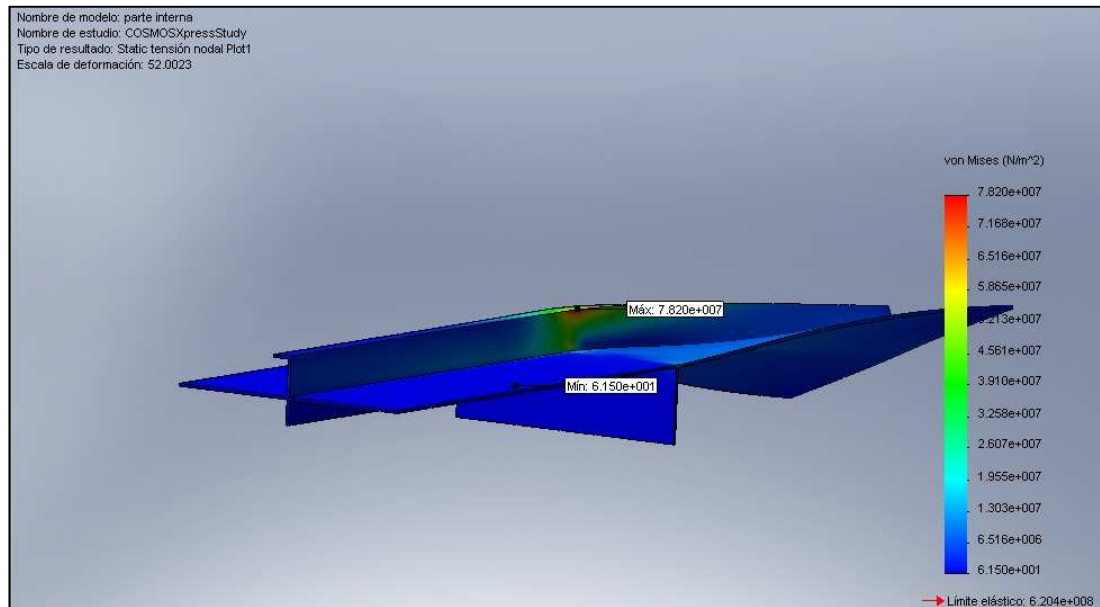 Nombre de modelo: parte interna
Nombre de estudio: COSMOSXpressStudy
Tipo de resultado: Static tensión nodal Plot1
Escala de deformación: 52.0023
von Mises (N/m^2)
7.820e+007
7.168e+007
6.516e+007
5.865e+007
5.213e+007
4.561e+007
3.910e+007
3.258e+007
2.607e+007
1.955e+007
1.303e+007
6.516e+006
6.150e+001
Límite elástico: 6.204e+008
Máx: 7.820e+007
Mín: 6.150e+001